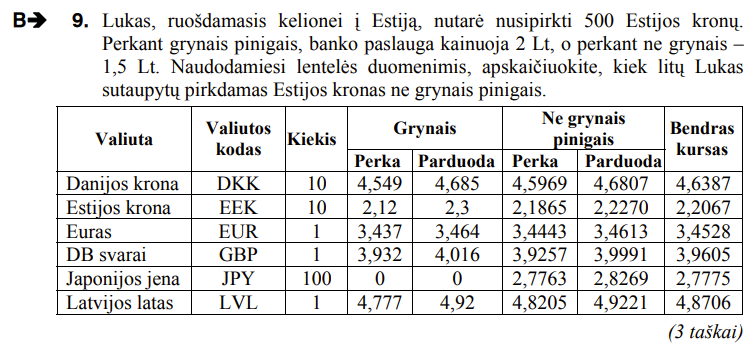 B→ 9. Lukas, ruošdamasis kelionei į Estiją, nutarė nusipirkti 500 Estijos kronų.
Perkant grynais pinigais, banko paslauga kainuoja 2 Lt, o perkant ne grynais –
1,5 Lt. Naudodamiesi lentelės duomenimis, apskaičiuokite, kiek litų Lukas
sutaupytų pirkdamas Estijos kronas ne grynais pinigais.
Valiuta Valiutos kodas Kiekis Grynais Ne grynais pinigais Bendras kursas
Perka Parduoda Perka Parduoda
Danijos krona DKK 10 4,549 4,685 4,5969 4,6807 4,6387
Estijos krona EEK 10 2,12 2,3 2,1865 2,2270 2,2067
Euras EUR 1 3,437 3,464 3,4443 3,4613 3,4528
DB svarai GBP 1 3,932 4,016 3,9257 3,9991 3,9605
Japonijos jena JPY 100 0 0 2,7763 2,8269 2,7775
Latvijos latas LVL 1 4,777 4,92 4,8205 4,9221 4,8706
(3 taškai)